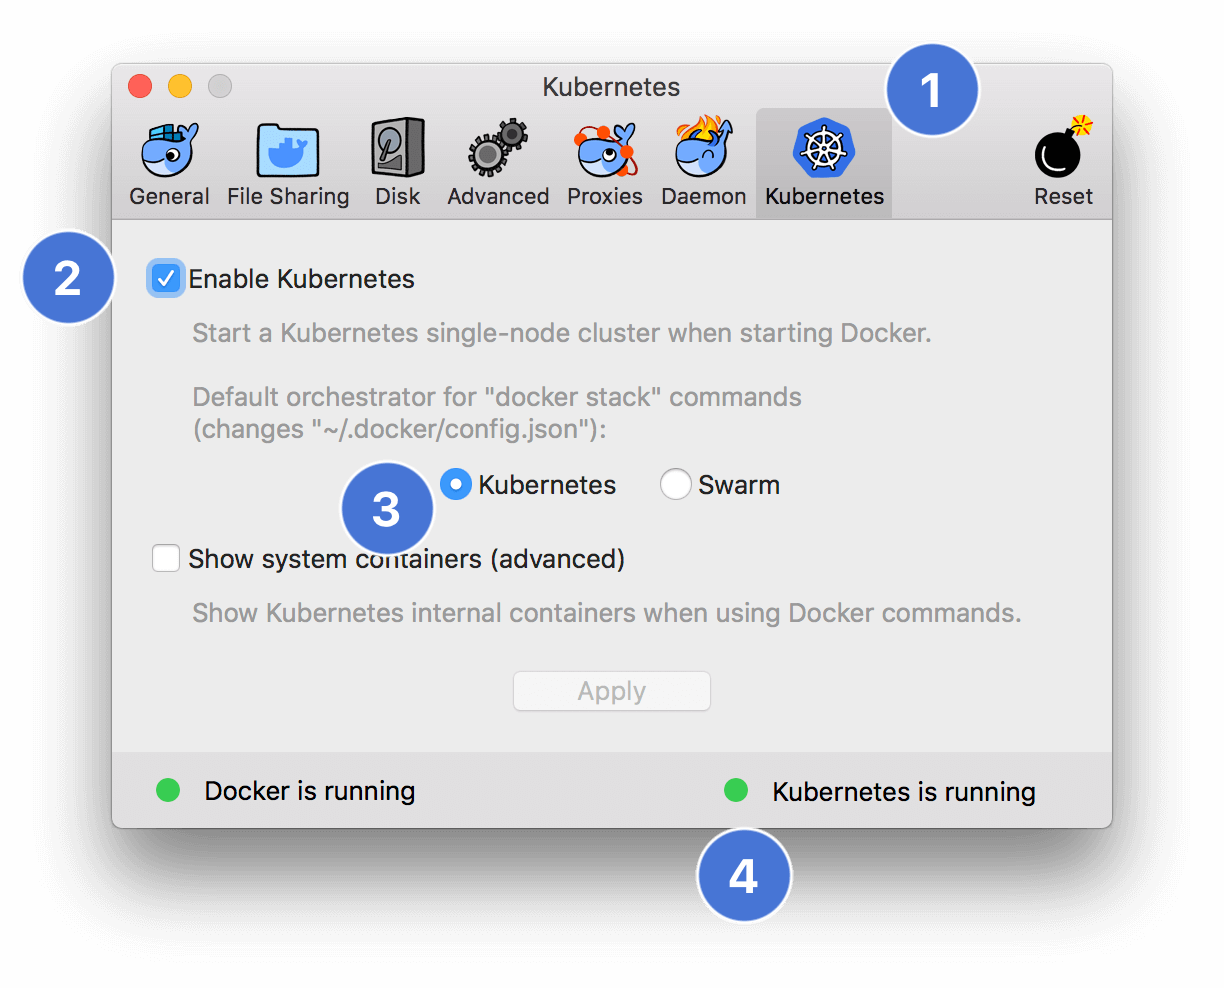 Kubernetes
1
General File Sharing Disk Advanced Proxies Daemon Kubernetes Reset
2
Enable Kubernetes
Start a Kubernetes single-node cluster when starting Docker.
Default orchestrator for "docker stack" commands
(changes "~/.docker/config.json"):
3
Kubernetes Swarm
Show system containers (advanced)
Show Kubernetes internal containers when using Docker commands.
Apply
Docker is running Kubernetes is running
4